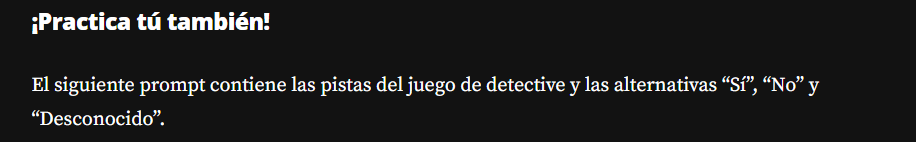 ¡Practica tú también!
El siguiente prompt contiene las pistas del juego de detective y las alternativas “Sí”, “No” y
“Desconocido”.